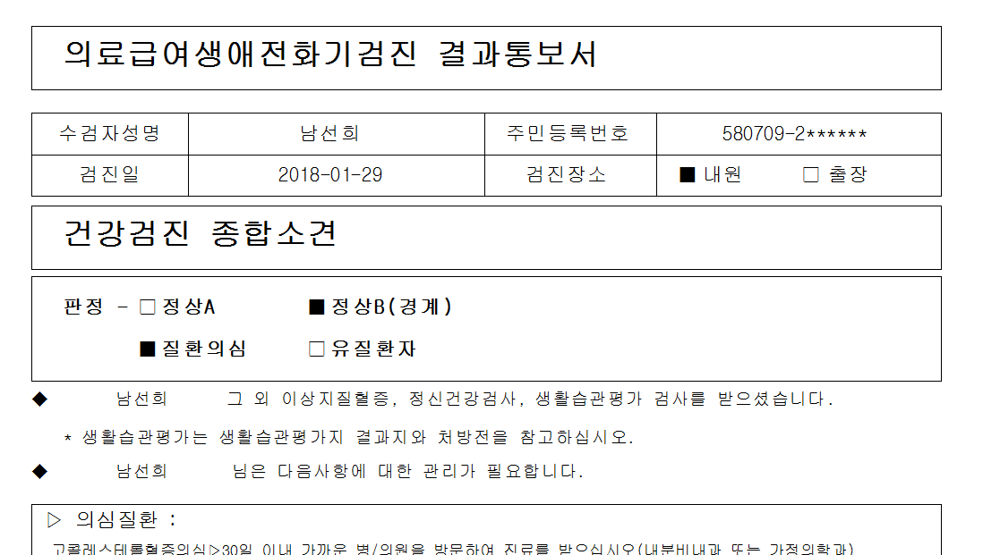 의료급여생애전화기검진 결과통보서
수검자성명 남선희 주민등록번호 580709-2******
검진일 2018-01-29 검진장소 ■ 내원 □ 출장
건강검진 종합소견
판정 - □ 정상A ■ 정상B(경계)
■ 질환의심 □ 유질환자
◆ 남선희 그 외 이상지질혈증, 정신건강검사, 생활습관평가 검사를 받으셨습니다.
* 생활습관평가는 생활습관평가지 결과지와 처방전을 참고하십시오.
◆ 남선희 님은 다음사항에 대한 관리가 필요합니다.
▷ 의심질환 :
고콜레스테롤혈증의심▷30일 이내 가까운 병/의원을 방문하여 진료를 받으십시오(내분비내과 또는 가정의학과)